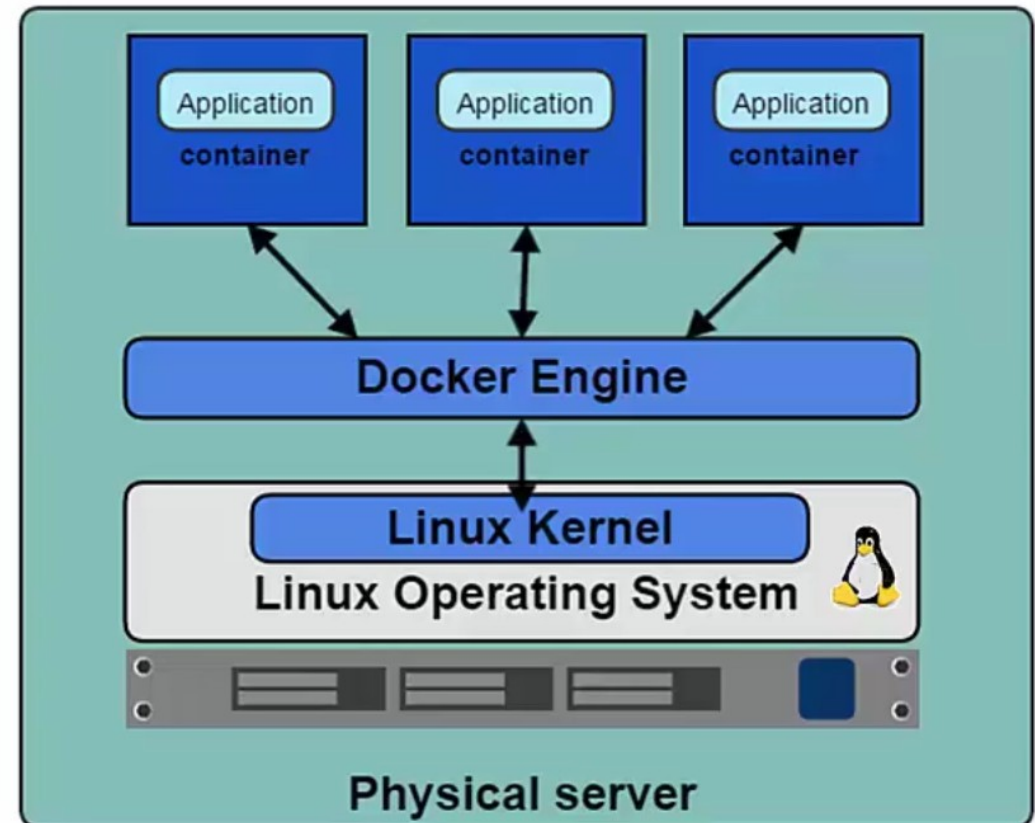 Application Application Application
container container container
Docker Engine
Linux Kernel
Linux Operating System
Physical server